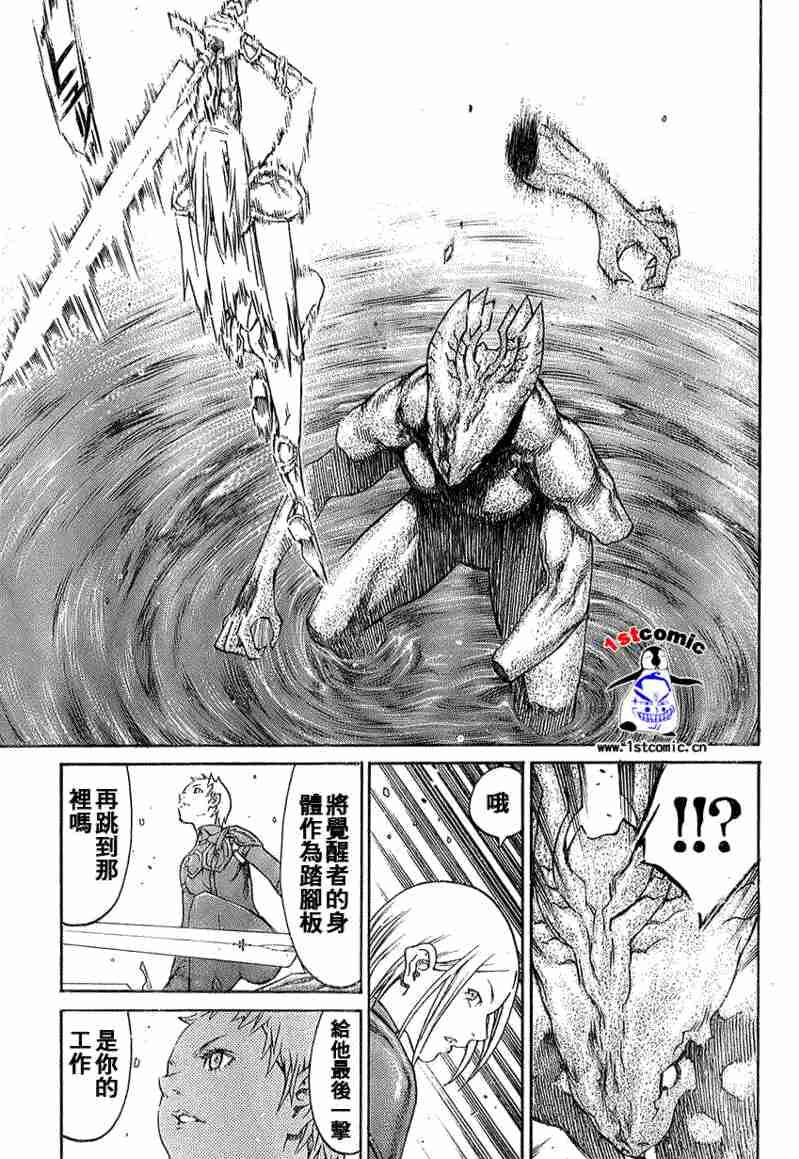 1stcomic
www.1stcomic.cn
!!?
哦
將覺醒者的身
體作為踏腳板
再跳到那
裡嗎
給他最後一擊
是你的
工作